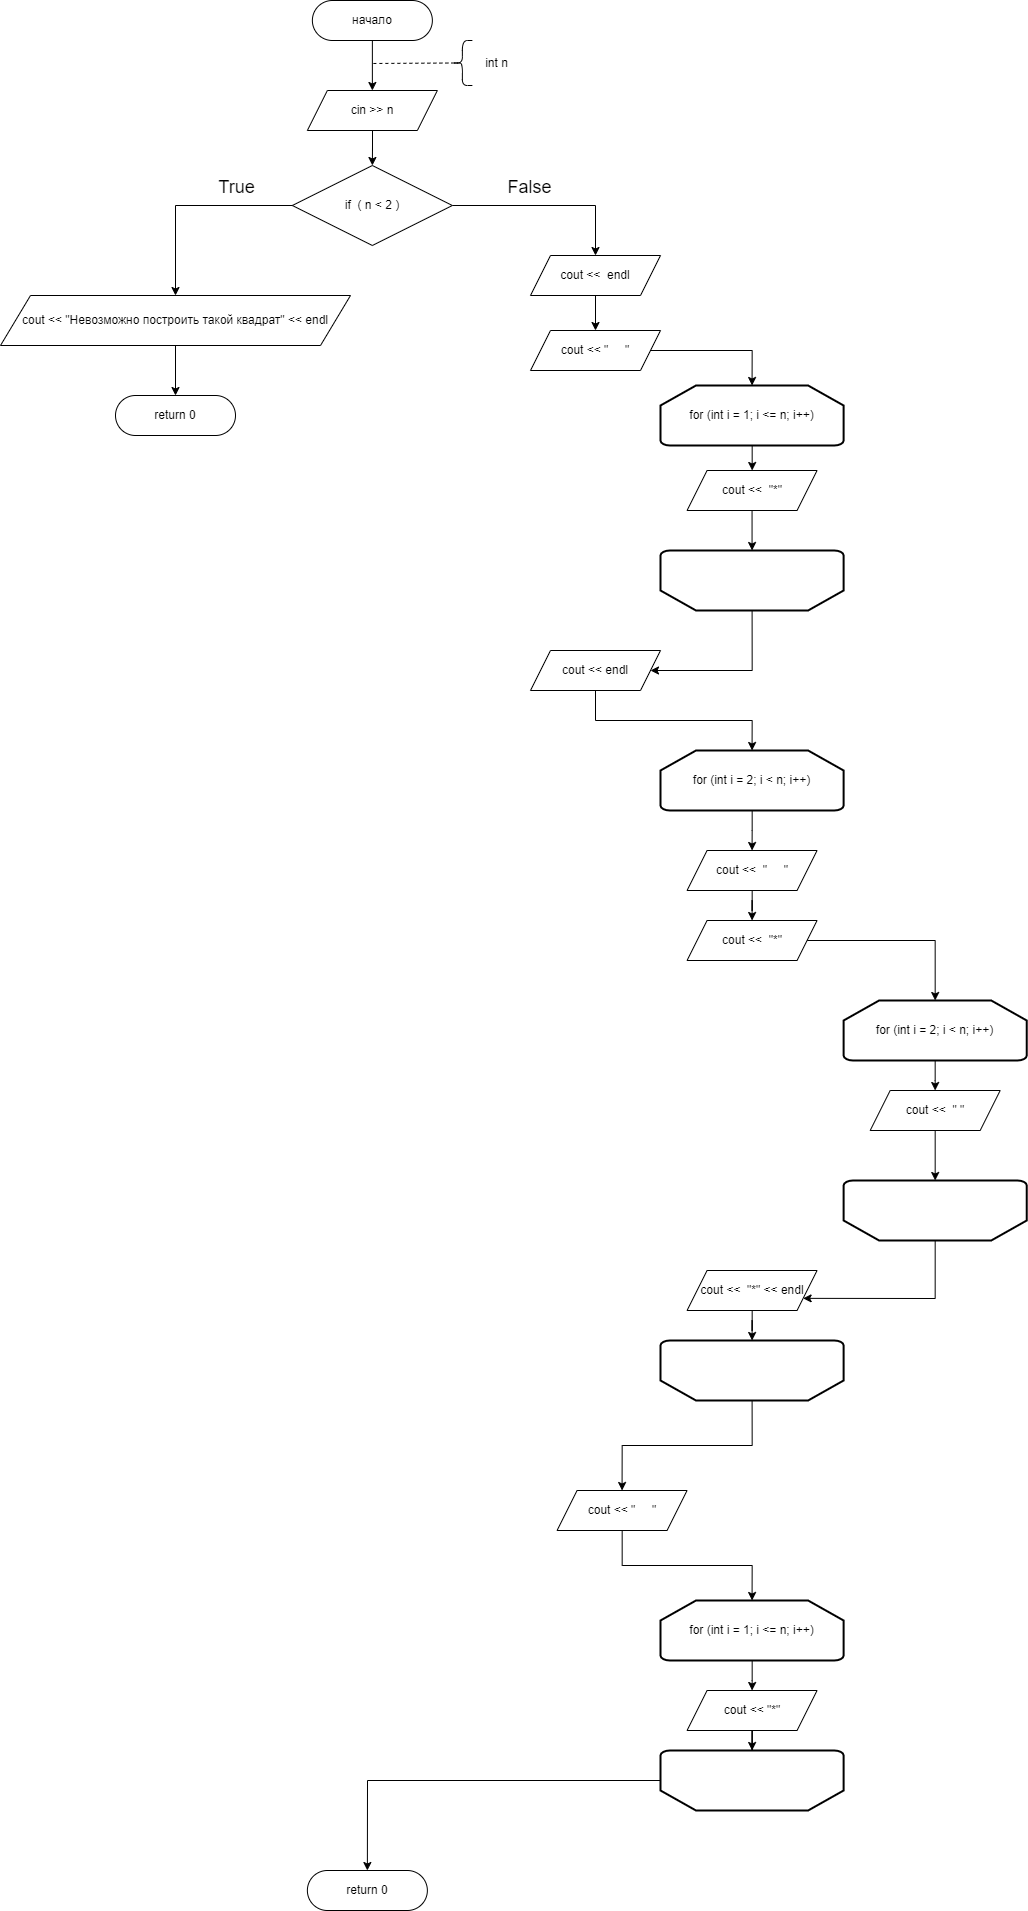 начало
int n
cin >> n
True
False
if ( n < 2 )
cout << endl
cout << "Невозможно построить такой квадрат" << endl
cout << "     "
return 0
for (int i = 1; i <= n; i++)
cout << "*"
cout << endl
for (int i = 2; i < n; i++)
cout << "     "
cout << "*"
for (int i = 2; i < n; i++)
cout << " "
cout << "*" << endl
cout << "     "
for (int i = 1; i <= n; i++)
cout << "*"
return 0